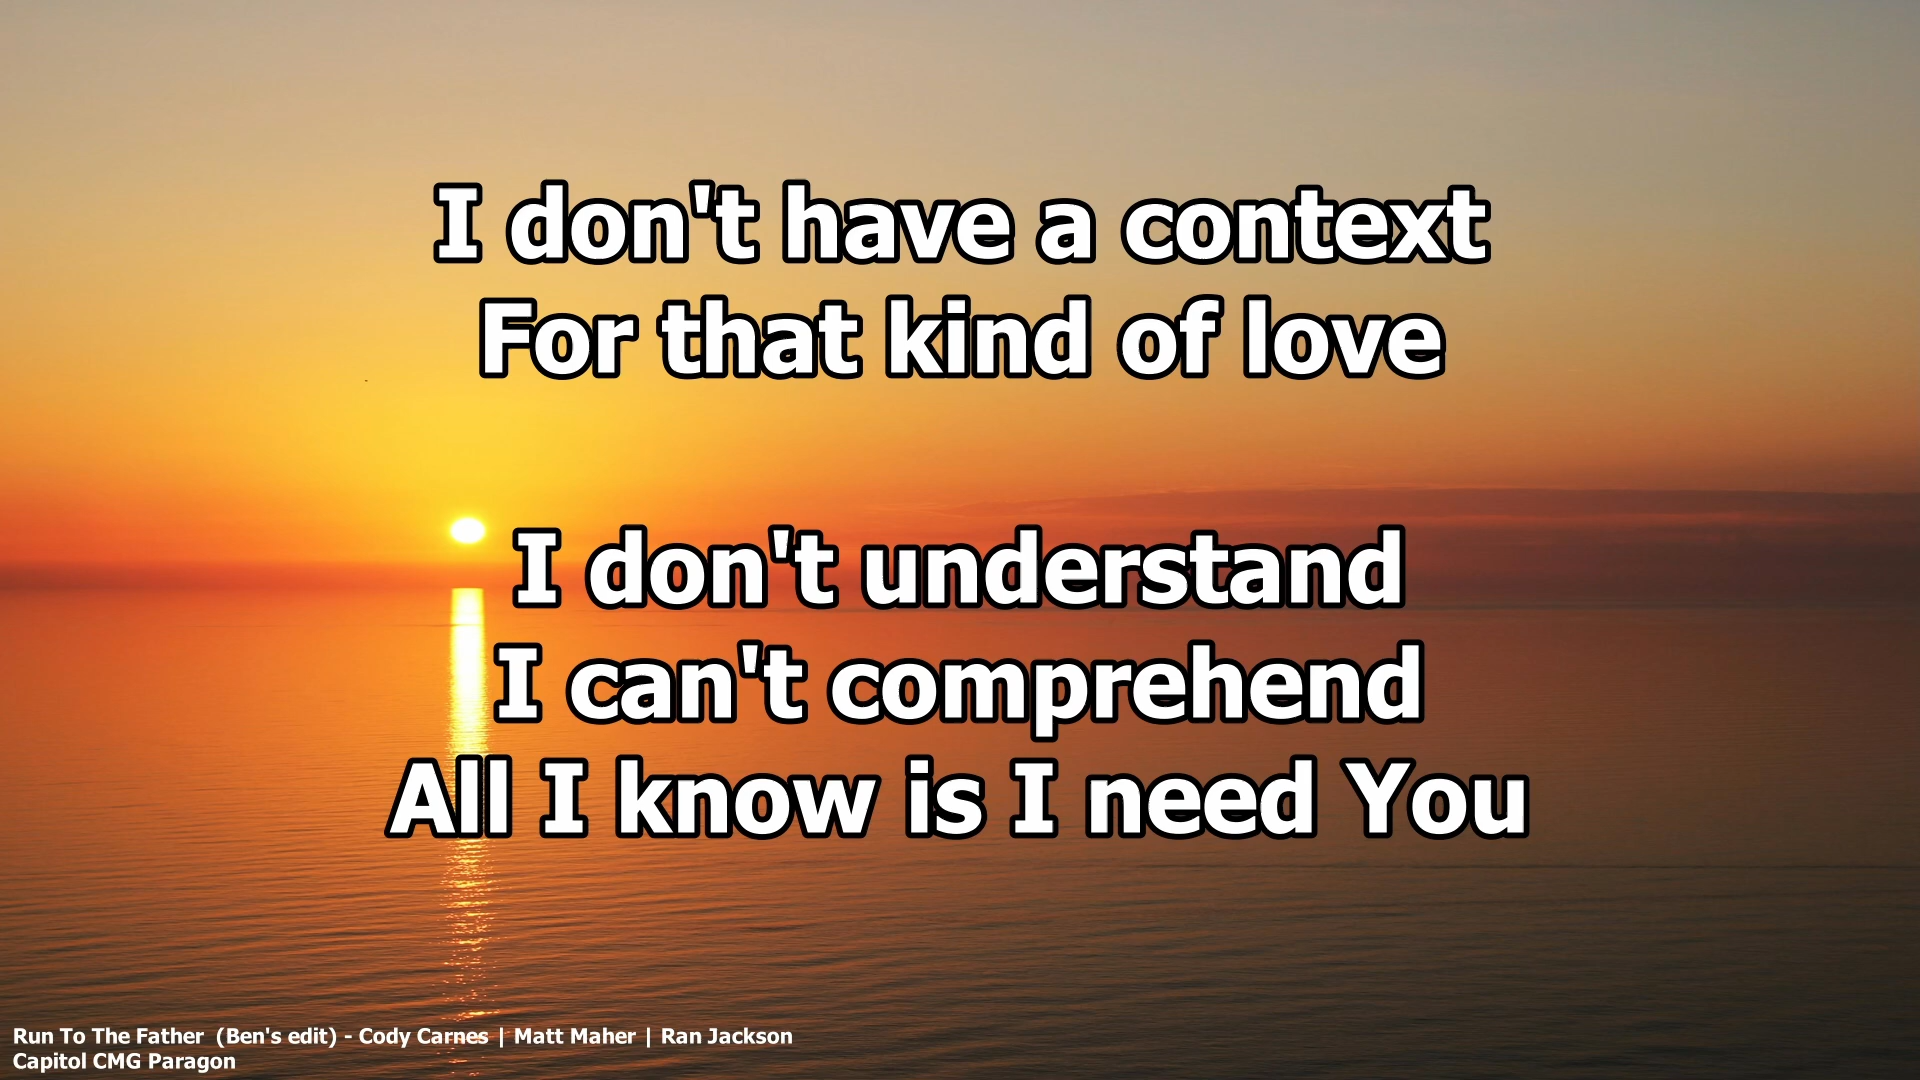 I don't have a context
For that kind of love
I don't understand
I can't comprehend
All I know is I need You
Run To The Father  (Ben's edit) - Cody Carnes | Matt Maher | Ran Jackson
Capitol CMG Paragon